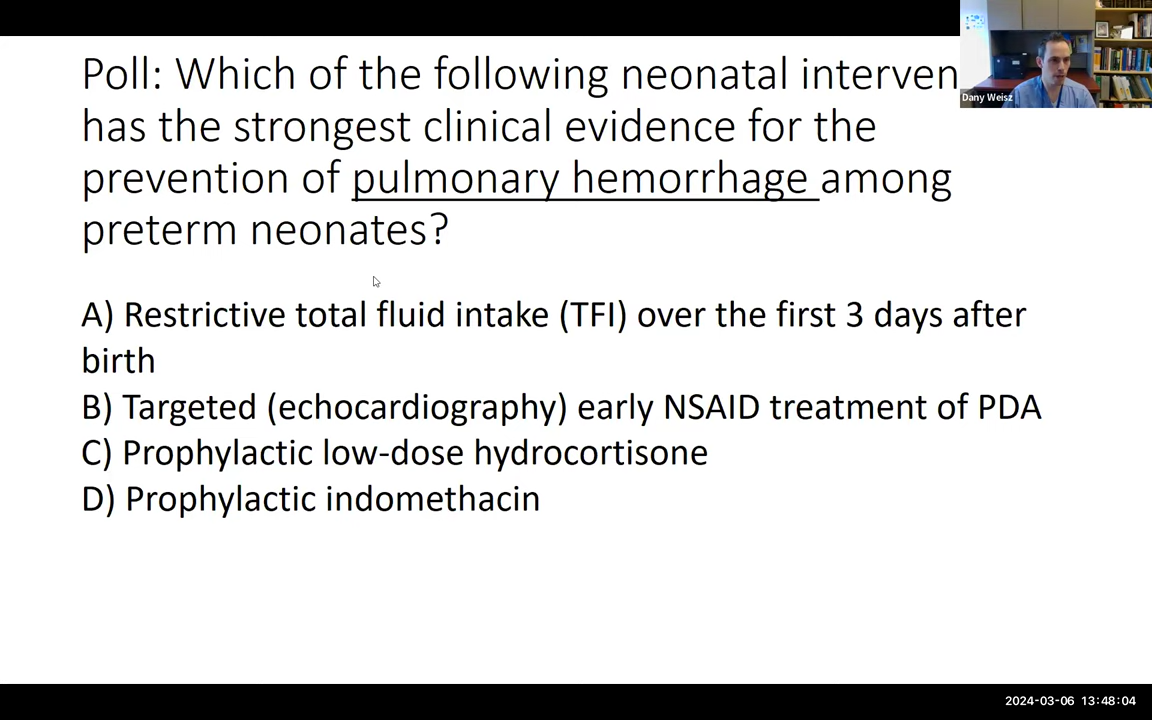 Poll: Which of the following neonatal interven
has the strongest clinical evidence for the
prevention of pulmonary hemorrhage among
preterm neonates?
A) Restrictive total fluid intake (TFI) over the first 3 days after
birth
B) Targeted (echocardiography) early NSAID treatment of PDA
C) Prophylactic low-dose hydrocortisone
D) Prophylactic indomethacin
Dany Weisz
2024-03-06 13:48:04